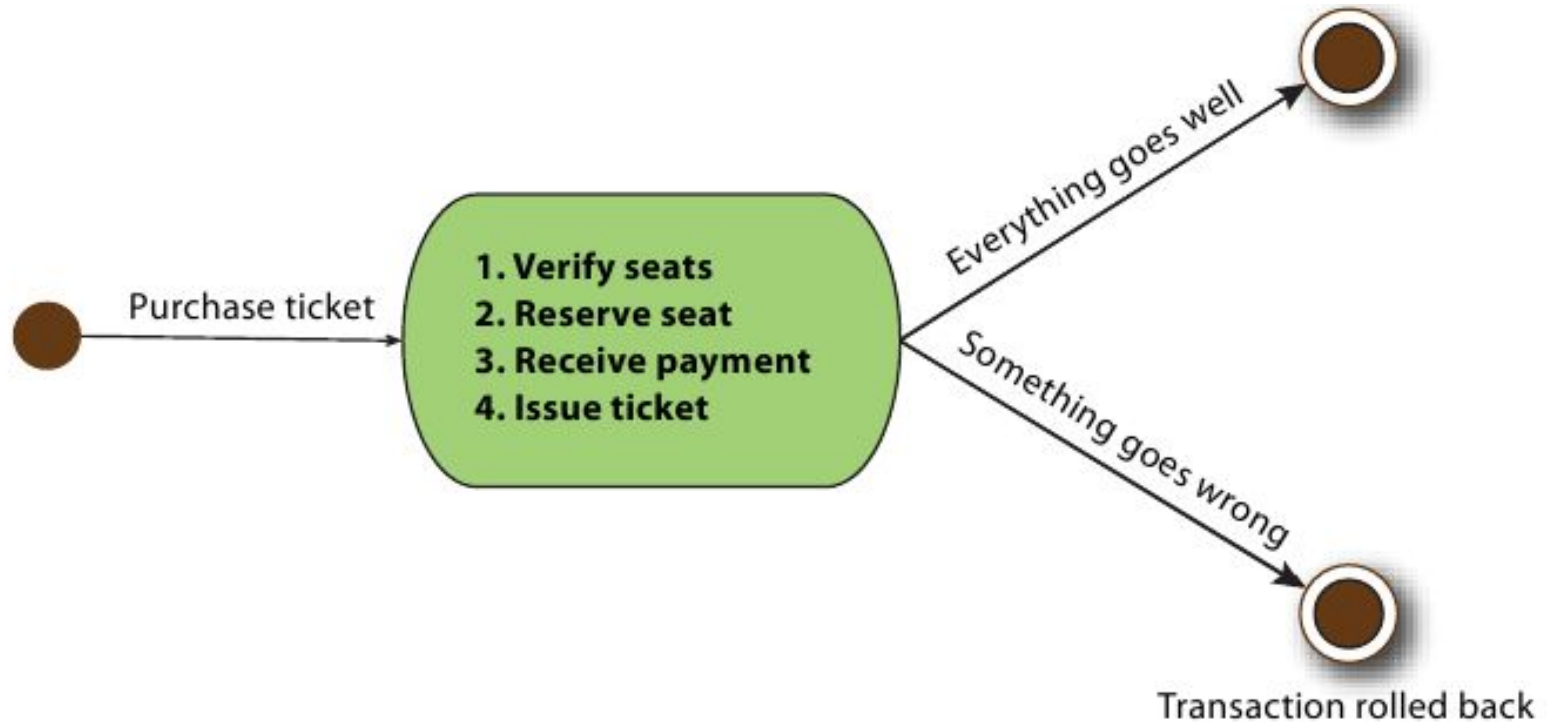 Purchase ticket
1. Verify seats
2. Reserve seat
3. Receive payment
4. Issue ticket
Everything goes well
Something goes wrong
Transaction rolled back